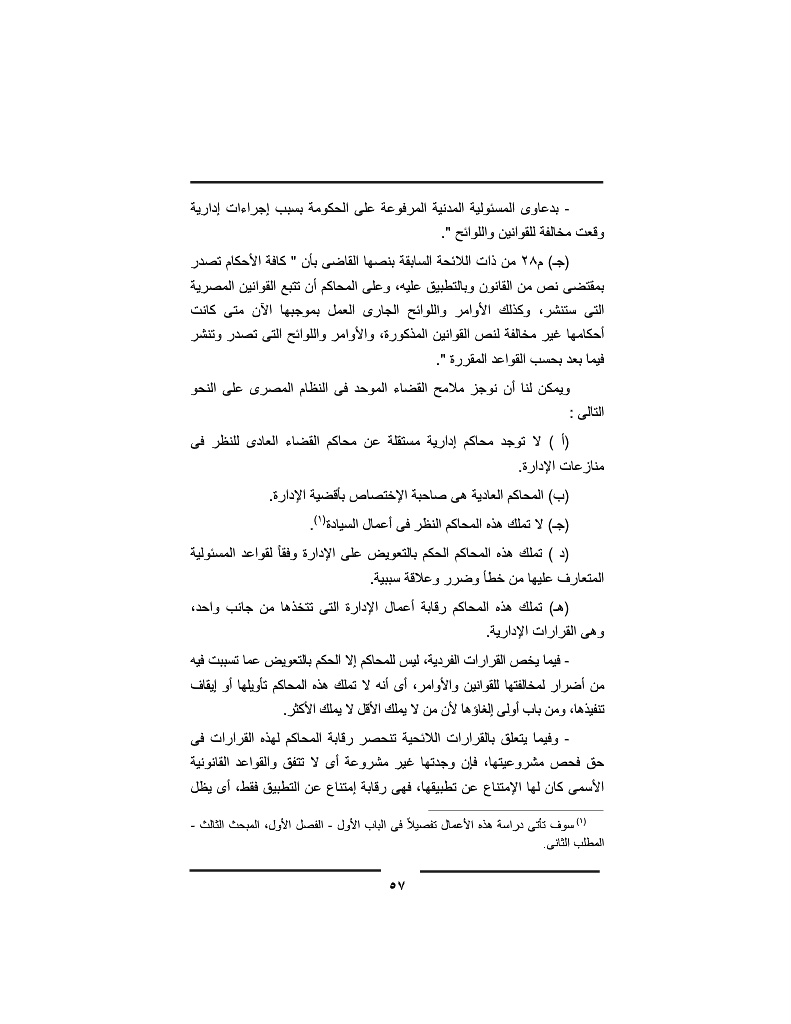 - بدعاوى المسئولية المدنية المرفوعة على الحكومة بسبب إجراءات إدارية
وقعت مخالفة للقوانين واللوائح ".
(جـ) م٢٨ من ذات اللائحة السابقة بنصها القاضى بأن " كافة الأحكام تصدر
بمقتضى نص من القانون وبالتطبيق عليه، وعلى المحاكم أن تتبع القوانين المصرية
التى ستنشر، وكذلك الأوامر واللوائح الجارى العمل بموجبها الآن متى كانت
أحكامها غير مخالفة لنص القوانين المذكورة، والأوامر واللوائح التى تصدر وتنشر
فيما بعد بحسب القواعد المقررة ".
ويمكن لنا أن نوجز ملامح القضاء الموحد فى النظام المصرى على النحو
التالى :
(أ ) لا توجد محاكم إدارية مستقلة عن محاكم القضاء العادى للنظر فى
منازعات الإدارة.
(ب) المحاكم العادية هى صاحبة الإختصاص بأقضية الإدارة.
(جـ) لا تملك هذه المحاكم النظر فى أعمال السيادة(١).
(د ) تملك هذه المحاكم الحكم بالتعويض على الإدارة وفقاً لقواعد المسئولية
المتعارف عليها من خطأ وضرر وعلاقة سببية.
(هـ) تملك هذه المحاكم رقابة أعمال الإدارة التى تتخذها من جانب واحد،
وهى القرارات الإدارية.
- فيما يخص القرارات الفردية، ليس للمحاكم إلا الحكم بالتعويض عما تسببت فيه
من أضرار لمخالفتها للقوانين والأوامر، أى أنه لا تملك هذه المحاكم تأويلها أو إيقاف
تنفيذها، ومن باب أولى إلغاؤها لأن من لا يملك الأقل لا يملك الأكثر.
- وفيما يتعلق بالقرارات اللائحية تنحصر رقابة المحاكم لهذه القرارات فى
حق فحص مشروعيتها، فإن وجدتها غير مشروعة أى لا تتفق والقواعد القانونية
الأسمى كان لها الإمتناع عن تطبيقها، فهى رقابة إمتناع عن التطبيق فقط، أى يظل
(١) سوف تأتى دراسة هذه الأعمال تفصيلاً فى الباب الأول - الفصل الأول، المبحث الثالث -
المطلب الثانى.
٥٧